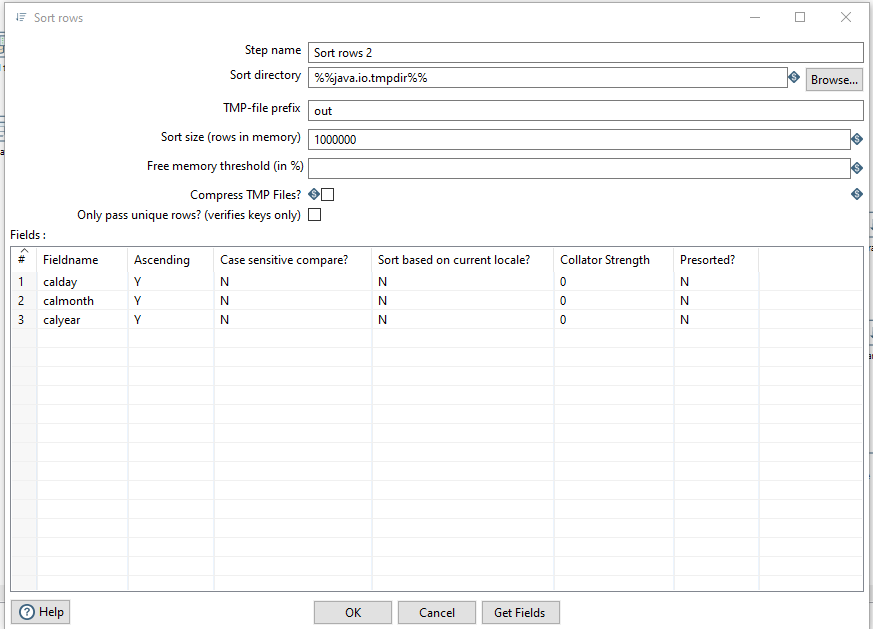 Sort rows
Step name Sort rows 2
Sort directory %%java.io.tmpdir%% Browse...
TMP-file prefix out
Sort size (rows in memory) 1000000
Free memory threshold (in %)
Compress TMP Files?
Only pass unique rows? (verifies keys only)
Fields :
# Fieldname Ascending Case sensitive compare? Sort based on current locale? Collator Strength Presorted?
1 calday Y N N 0 N
2 calmonth Y N N 0 N
3 calyear Y N N 0 N
Help OK Cancel Get Fields